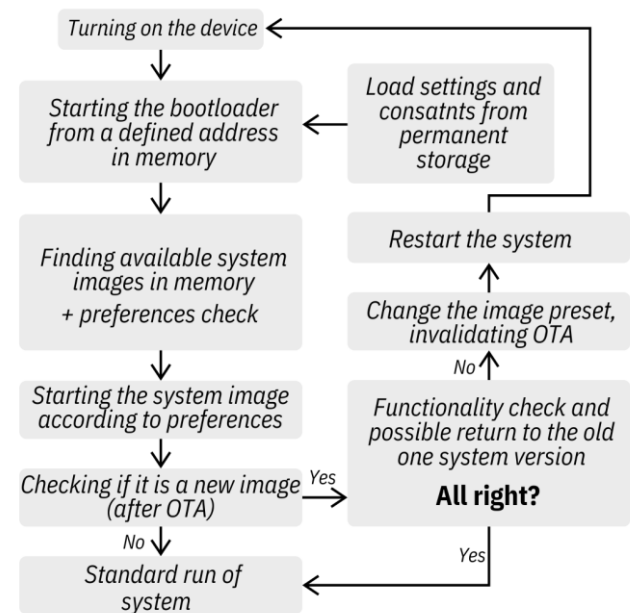 Turning on the device
Starting the bootloader
from a defined address
in memory
Load settings and
consatnts from
permanent
storage
Finding available system
images in memory
+ preferences check
Restart the system
Change the image preset,
invalidating OTA
No
Starting the system image
according to preferences
Functionality check and
possible return to the old
one system version
All right?
Checking if it is a new image
(after OTA)
Yes
No
Yes
Standard run of
system